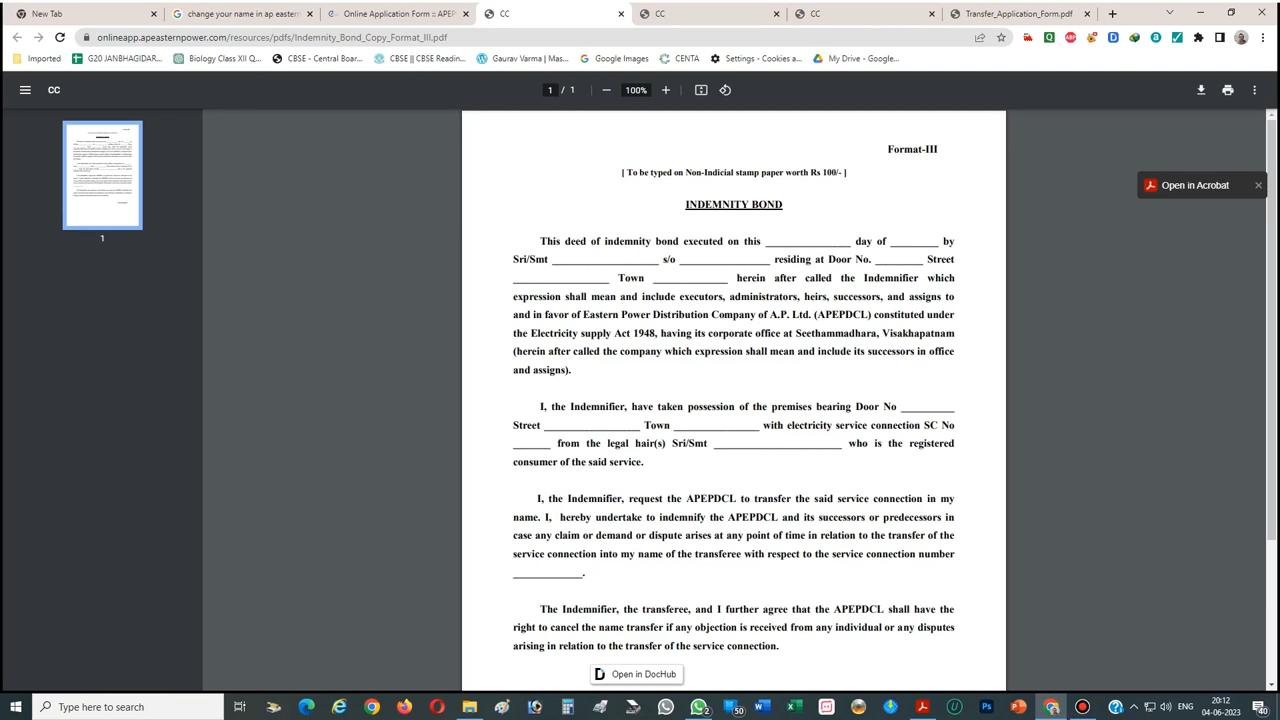 New Tab
change your name in ap eastern
Online Application Form :: APEP
CC
CC
CC
Transfer_Application_Form.pdf
onlineapp.apeasternpower.com/resources/pdfs/Indemnity_Bond_Copy_Format_III.pdf
Imported
G20 JANBHAGIDAR...
Biology Class XII Q...
CBSE - Central Boar...
CBSE || CBSE Readin...
Gaurav Varma | Mas...
Google Images
CENTA
Settings - Cookies a...
My Drive - Google...
CC
1 / 1
100%
1
Open in Acrobat
Format-III
[ To be typed on Non-Indicial stamp paper worth Rs 100/- ]
INDEMNITY BOND
This deed of indemnity bond executed on this ________________ day of _________ by
Sri/Smt ____________________ s/o _________________ residing at Door No. _________ Street
__________________ Town ______________ herein after called the Indemnifier which
expression shall mean and include executors, administrators, heirs, successors, and assigns to
and in favor of Eastern Power Distribution Company of A.P. Ltd. (APEPDCL) constituted under
the Electricity supply Act 1948, having its corporate office at Seethammadhara, Visakhapatnam
(herein after called the company which expression shall mean and include its successors in office
and assigns).
I, the Indemnifier, have taken possession of the premises bearing Door No __________
Street __________________ Town ________________ with electricity service connection SC No
_______ from the legal hair(s) Sri/Smt ________________________ who is the registered
consumer of the said service.
I, the Indemnifier, request the APEPDCL to transfer the said service connection in my
name. I, hereby undertake to indemnify the APEPDCL and its successors or predecessors in
case any claim or demand or dispute arises at any point of time in relation to the transfer of the
service connection into my name of the transferee with respect to the service connection number
_____________.
The Indemnifier, the transferee, and I further agree that the APEPDCL shall have the
right to cancel the name transfer if any objection is received from any individual or any disputes
arising in relation to the transfer of the service connection.
Open in DocHub
Type here to search
2
50
ENG
20:12
04-06-2023
40